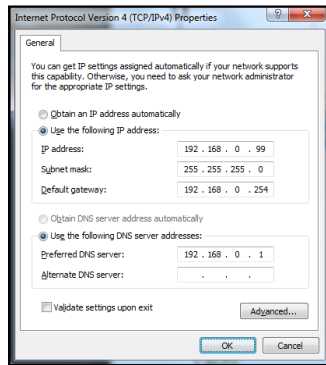 Internet Protocol Version 4 (TCP/IPv4) Properties
General
You can get IP settings assigned automatically if your network supports
this capability. Otherwise, you need to ask your network administrator
for the appropriate IP settings.
Obtain an IP address automatically
Use the following IP address:
IP address: 192 . 168 . 0 . 99
Subnet mask: 255 . 255 . 255 . 0
Default gateway: 192 . 168 . 0 . 254
Obtain DNS server address automatically
Use the following DNS server addresses:
Preferred DNS server: 192 . 168 . 0 . 1
Alternate DNS server: . . .
Validate settings upon exit
Advanced...
OK Cancel